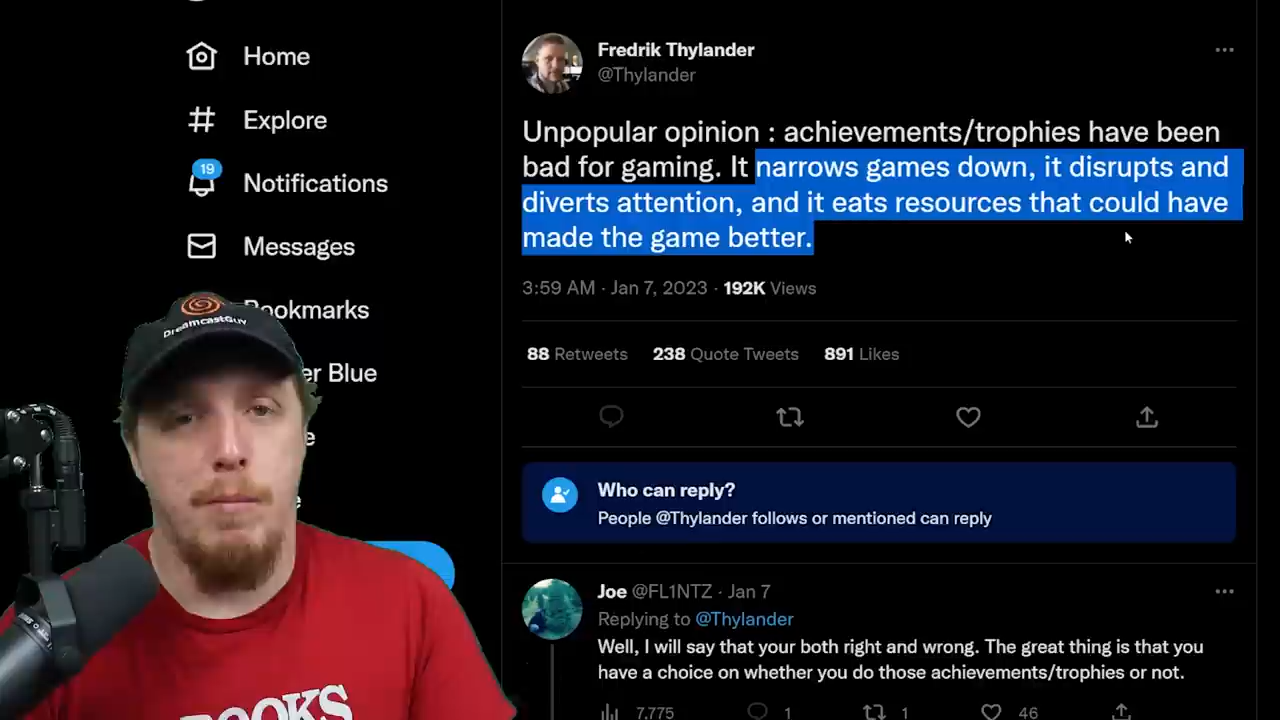 Home
Explore
19
Notifications
Messages
Bookmarks
er Blue
e
e
Fredrik Thylander
@Thylander
Unpopular opinion : achievements/trophies have been
bad for gaming. It narrows games down, it disrupts and
diverts attention, and it eats resources that could have
made the game better.
3:59 AM · Jan 7, 2023 · 192K Views
88 Retweets 238 Quote Tweets 891 Likes
Who can reply?
People @Thylander follows or mentioned can reply
Joe @FL1NTZ · Jan 7
Replying to @Thylander
Well, I will say that your both right and wrong. The great thing is that you
have a choice on whether you do those achievements/trophies or not.
7,775 1 1 46
DreamcastGuy
BOOKS